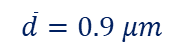 d̄ = 0.9 μm